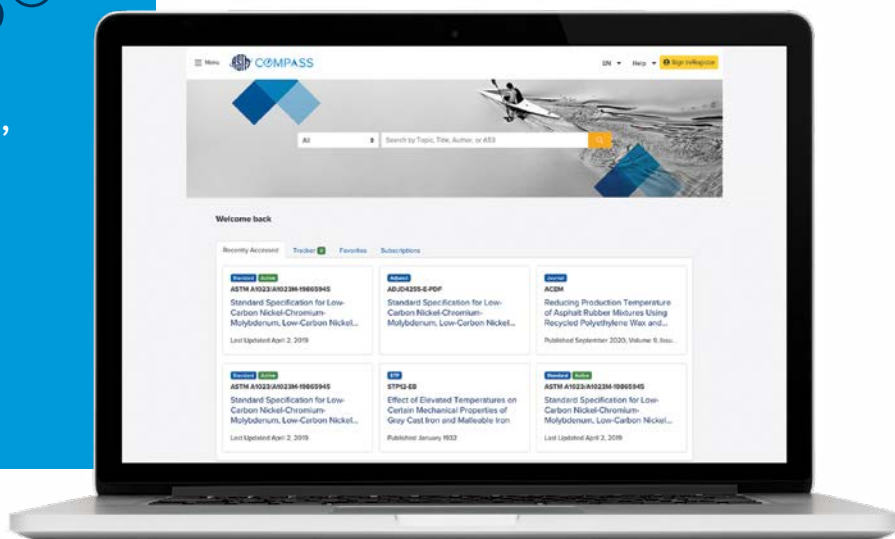 ,
Menu ASTM COMPASS EN Help Sign In/Register
All Search by Topic, Title, Author, or A53
Welcome back
Recently Accessed Tracker Favorites Subscriptions
Standard Active
ASTM A1023/A1023M-19865945
Standard Specification for Low-
Carbon Nickel-Chromium-
Molybdenum, Low-Carbon Nickel...
Last Updated April 2, 2019
Adjunct
ADJD4255-E-PDF
Standard Specification for Low-
Carbon Nickel-Chromium-
Molybdenum, Low-Carbon Nickel...
Journal
ACEM
Reducing Production Temperature
of Asphalt Rubber Mixtures Using
Recycled Polyethylene Wax and...
Published September 2020, Volume 9, Issu...
Standard Active
ASTM A1023/A1023M-19865945
Standard Specification for Low-
Carbon Nickel-Chromium-
Molybdenum, Low-Carbon Nickel...
Last Updated April 2, 2019
STP
STP12-EB
Effect of Elevated Temperatures on
Certain Mechanical Properties of
Gray Cast Iron and Malleable Iron
Published January 1932
Standard Active
ASTM A1023/A1023M-19865945
Standard Specification for Low-
Carbon Nickel-Chromium-
Molybdenum, Low-Carbon Nickel...
Last Updated April 2, 2019